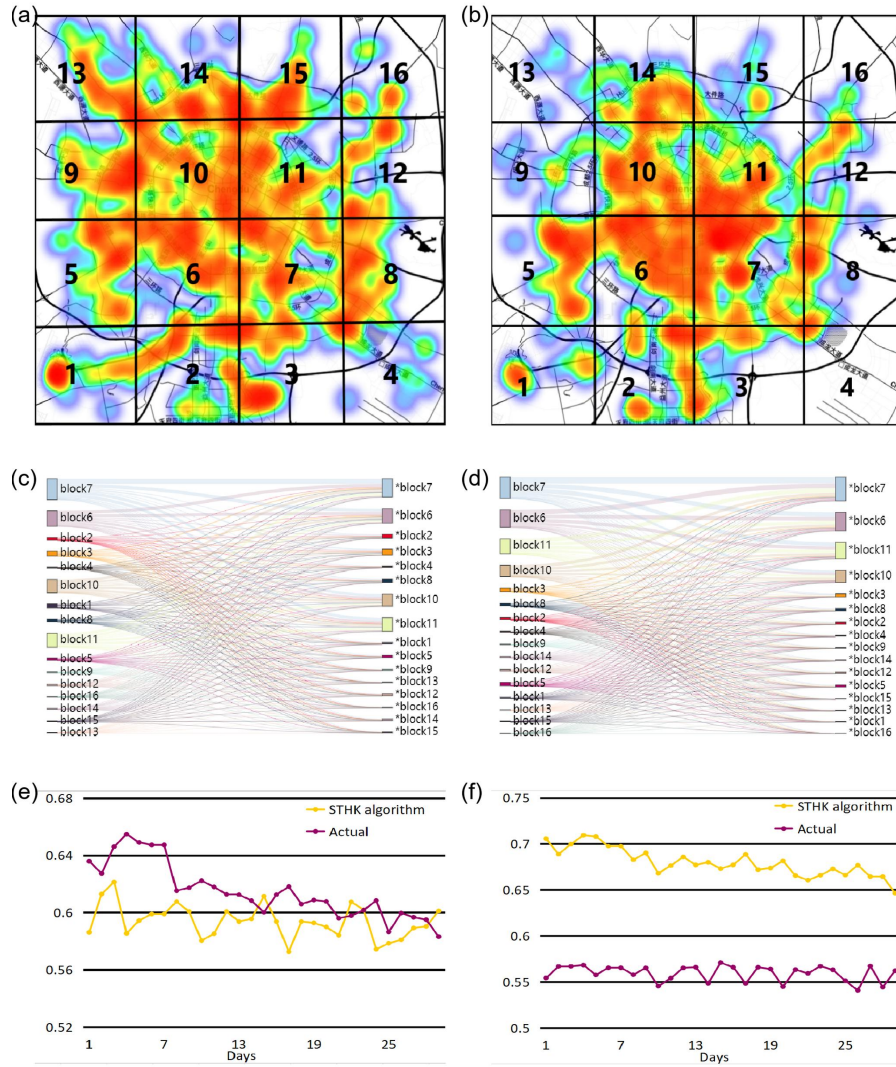 (a)
13
14
15
16
9
10
11
12
5
6
7
8
1
2
3
4
(b)
13
14
15
16
9
10
11
12
5
6
7
8
1
2
3
4
(c)
block7
block6
block2
block3
block4
block10
block1
block8
block11
block5
block9
block12
block16
block14
block15
block13
*block7
*block6
*block2
*block3
*block4
*block8
*block10
*block11
*block1
*block5
*block9
*block13
*block12
*block16
*block14
*block15
(d)
block7
block6
block11
block10
block3
block8
block2
block4
block9
block14
block12
block5
block1
block13
block15
block16
*block7
*block6
*block11
*block10
*block3
*block8
*block2
*block4
*block9
*block14
*block12
*block5
*block15
*block13
*block1
*block16
(e)
0.68
0.64
0.6
0.56
0.52
STHK algorithm
Actual
1 7 13 19 25
Days
(f)
0.75
0.7
0.65
0.6
0.55
0.5
STHK algorithm
Actual
1 7 13 19 25
Days